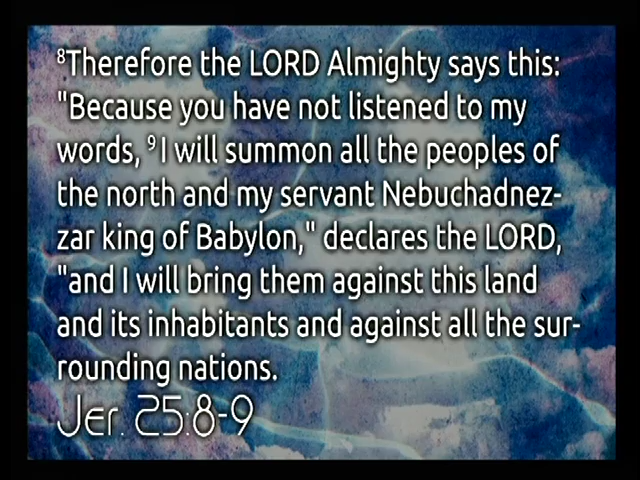 ⁸Therefore the LORD Almighty says this:
"Because you have not listened to my
words, ⁹I will summon all the peoples of
the north and my servant Nebuchadnez-
zar king of Babylon," declares the LORD,
"and I will bring them against this land
and its inhabitants and against all the sur-
rounding nations.
Jer. 25:8-9